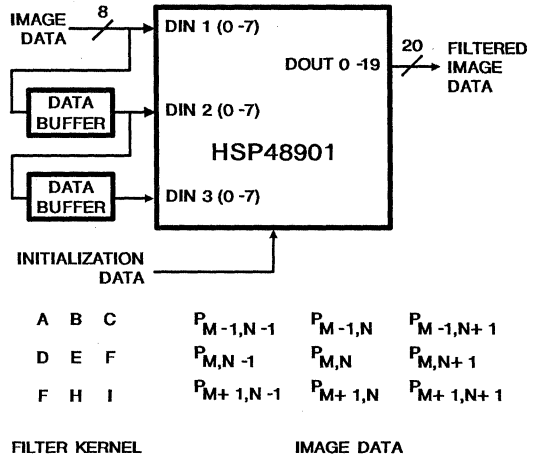 IMAGE DATA
8
DIN 1 (0 -7)
DOUT 0 -19
20
FILTERED IMAGE DATA
DATA BUFFER
DIN 2 (0 -7)
HSP48901
DATA BUFFER
DIN 3 (0 -7)
INITIALIZATION DATA
A B C PM -1,N -1 PM -1,N PM -1,N+ 1
D E F PM,N -1 PM,N PM,N+ 1
F H I PM+ 1,N -1 PM+ 1,N PM+ 1,N+ 1
FILTER KERNEL IMAGE DATA